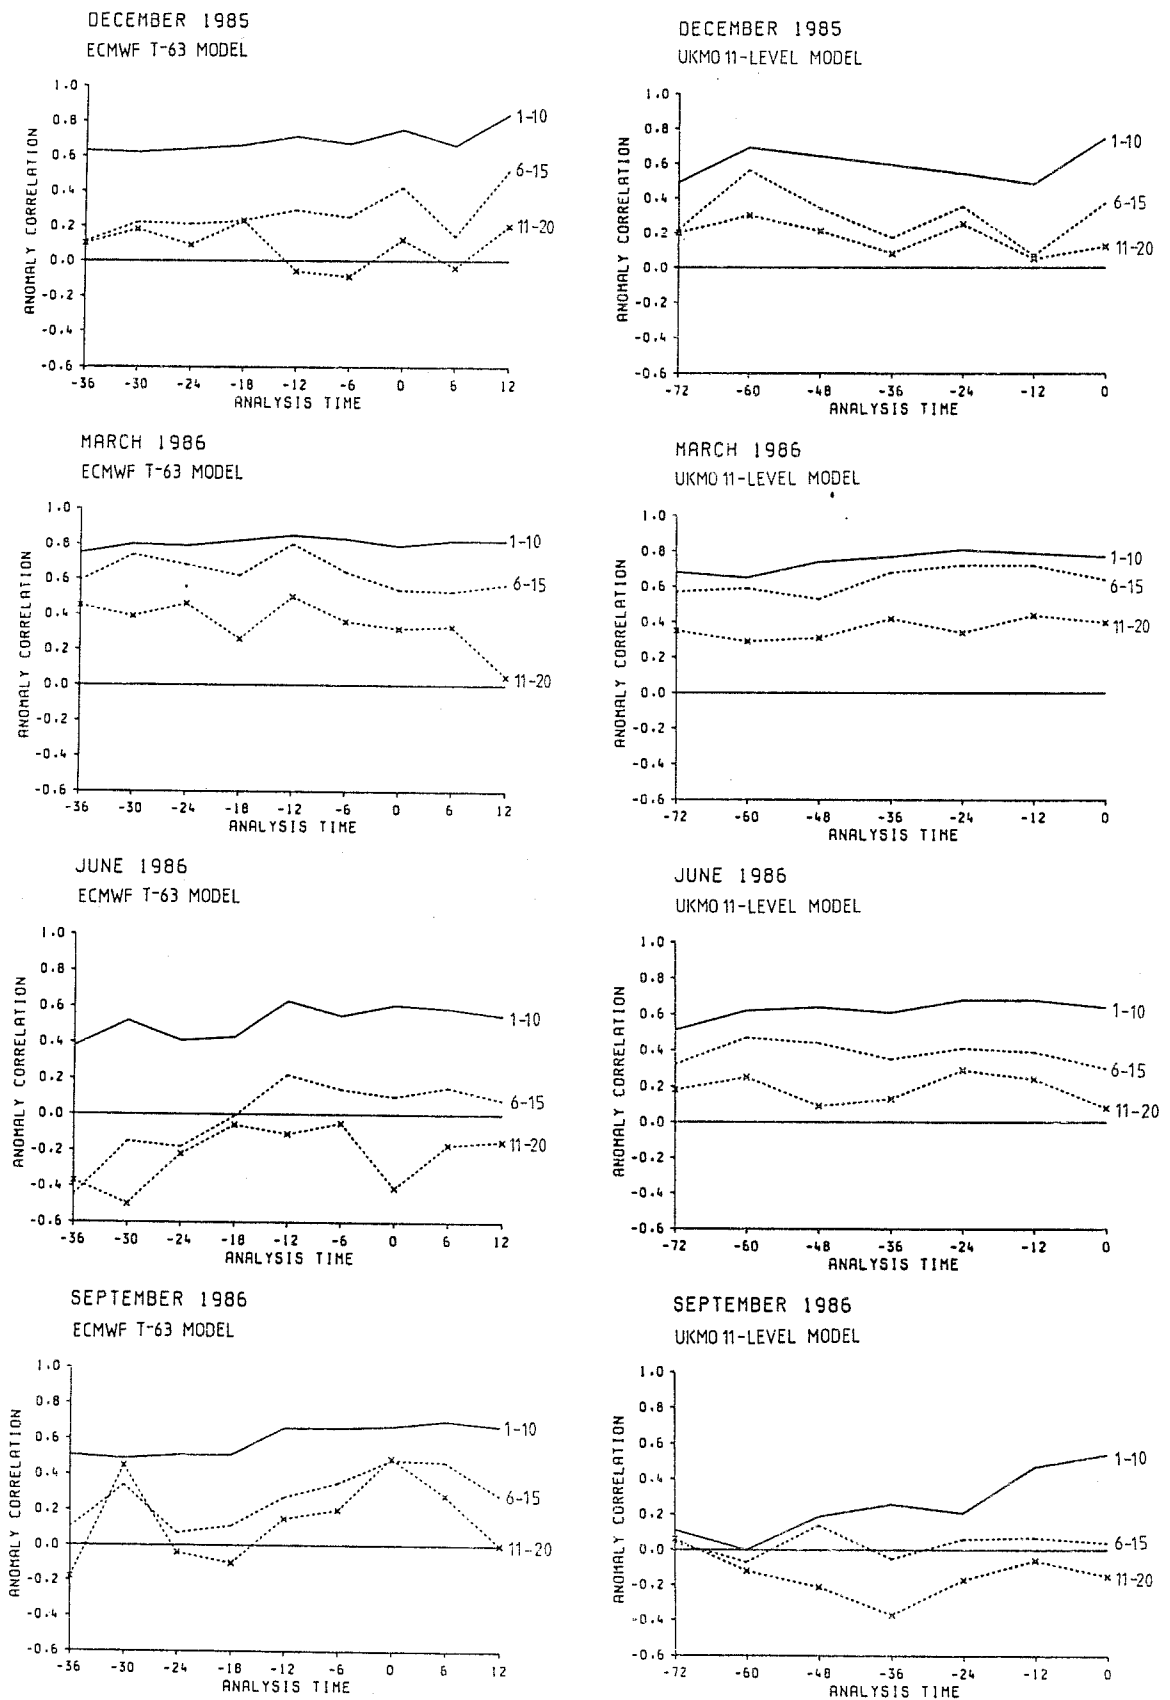 DECEMBER 1985
ECMWF T-63 MODEL
1.0
0.8
0.6
0.4
0.2
0.0
-0.2
-0.4
-0.6
ANOMALY CORRELATION
1-10
6-15
11-20
-36 -30 -24 -18 -12 -6 0 6 12
ANALYSIS TIME
DECEMBER 1985
UKMO 11-LEVEL MODEL
1.0
0.8
0.6
0.4
0.2
0.0
-0.2
-0.4
-0.6
ANOMALY CORRELATION
1-10
6-15
11-20
-72 -60 -48 -36 -24 -12 0
ANALYSIS TIME
MARCH 1986
ECMWF T-63 MODEL
1.0
0.8
0.6
0.4
0.2
0.0
-0.2
-0.4
-0.6
ANOMALY CORRELATION
1-10
6-15
11-20
-36 -30 -24 -18 -12 -6 0 6 12
ANALYSIS TIME
MARCH 1986
UKMO 11-LEVEL MODEL
1.0
0.8
0.6
0.4
0.2
0.0
-0.2
-0.4
-0.6
ANOMALY CORRELATION
1-10
6-15
11-20
-72 -60 -48 -36 -24 -12 0
ANALYSIS TIME
JUNE 1986
ECMWF T-63 MODEL
1.0
0.8
0.6
0.4
0.2
0.0
-0.2
-0.4
-0.6
ANOMALY CORRELATION
1-10
6-15
11-20
-36 -30 -24 -18 -12 -6 0 6 12
ANALYSIS TIME
JUNE 1986
UKMO 11-LEVEL MODEL
1.0
0.8
0.6
0.4
0.2
0.0
-0.2
-0.4
-0.6
ANOMALY CORRELATION
1-10
6-15
11-20
-72 -60 -48 -36 -24 -12 0
ANALYSIS TIME
SEPTEMBER 1986
ECMWF T-63 MODEL
1.0
0.8
0.6
0.4
0.2
0.0
-0.2
-0.4
-0.6
ANOMALY CORRELATION
1-10
6-15
11-20
-36 -30 -24 -18 -12 -6 0 6 12
ANALYSIS TIME
SEPTEMBER 1986
UKMO 11-LEVEL MODEL
1.0
0.8
0.6
0.4
0.2
0.0
-0.2
-0.4
-0.6
ANOMALY CORRELATION
1-10
6-15
11-20
-72 -60 -48 -36 -24 -12 0
ANALYSIS TIME